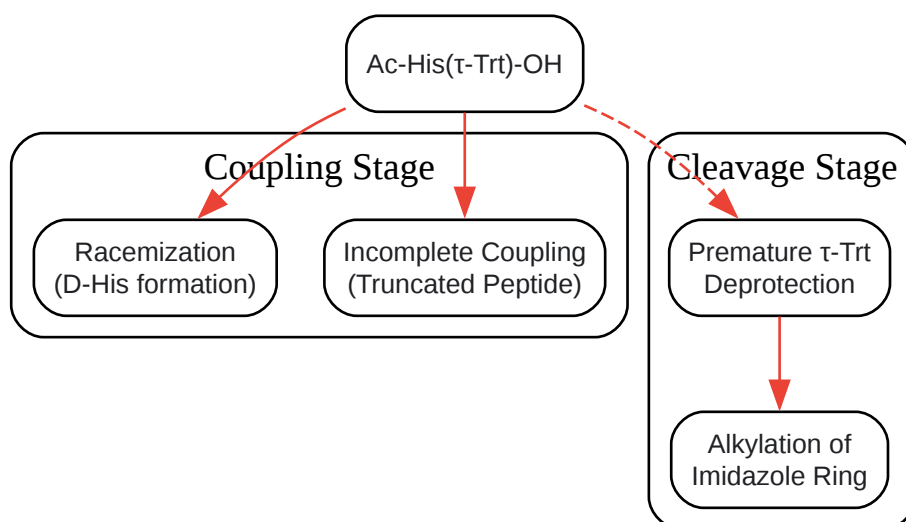 Ac-His(τ-Trt)-OH
Coupling Stage
Cleavage Stage
Racemization
(D-His formation)
Incomplete Coupling
(Truncated Peptide)
Premature τ-Trt
Deprotection
Alkylation of
Imidazole Ring